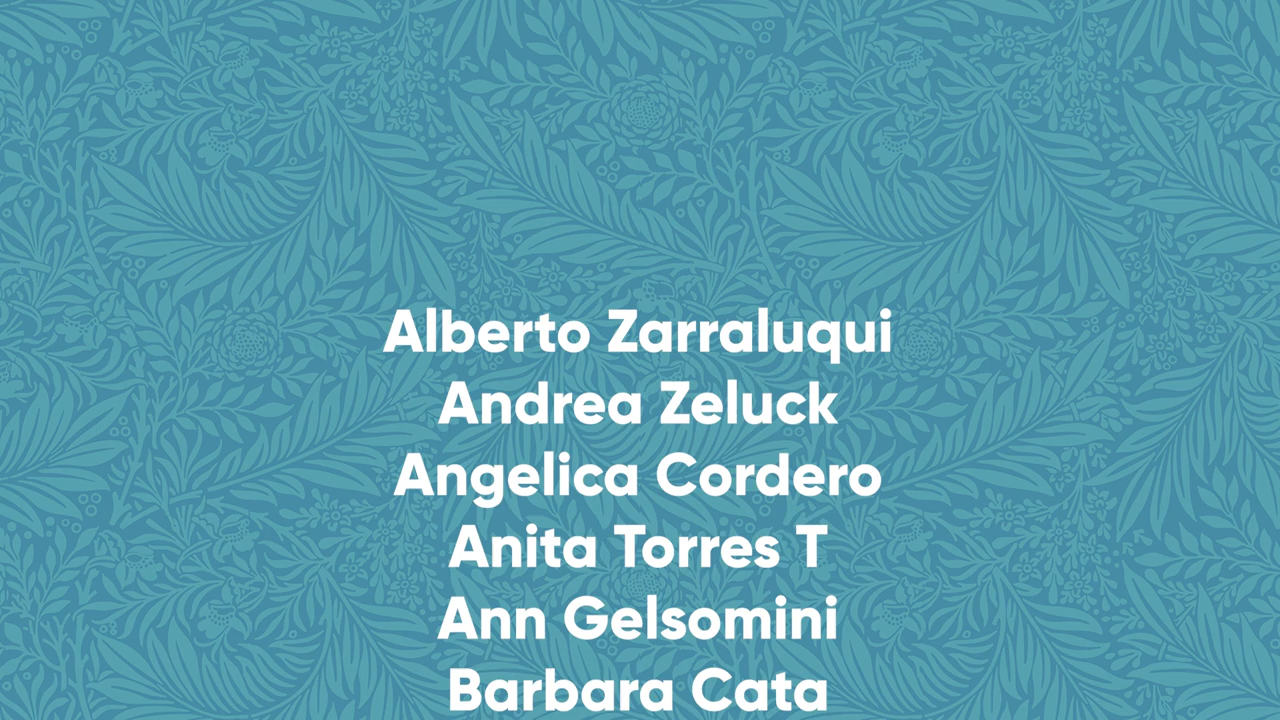 Alberto Zarraluqui
Andrea Zeluck
Angelica Cordero
Anita Torres T
Ann Gelsomini
Barbara Cata